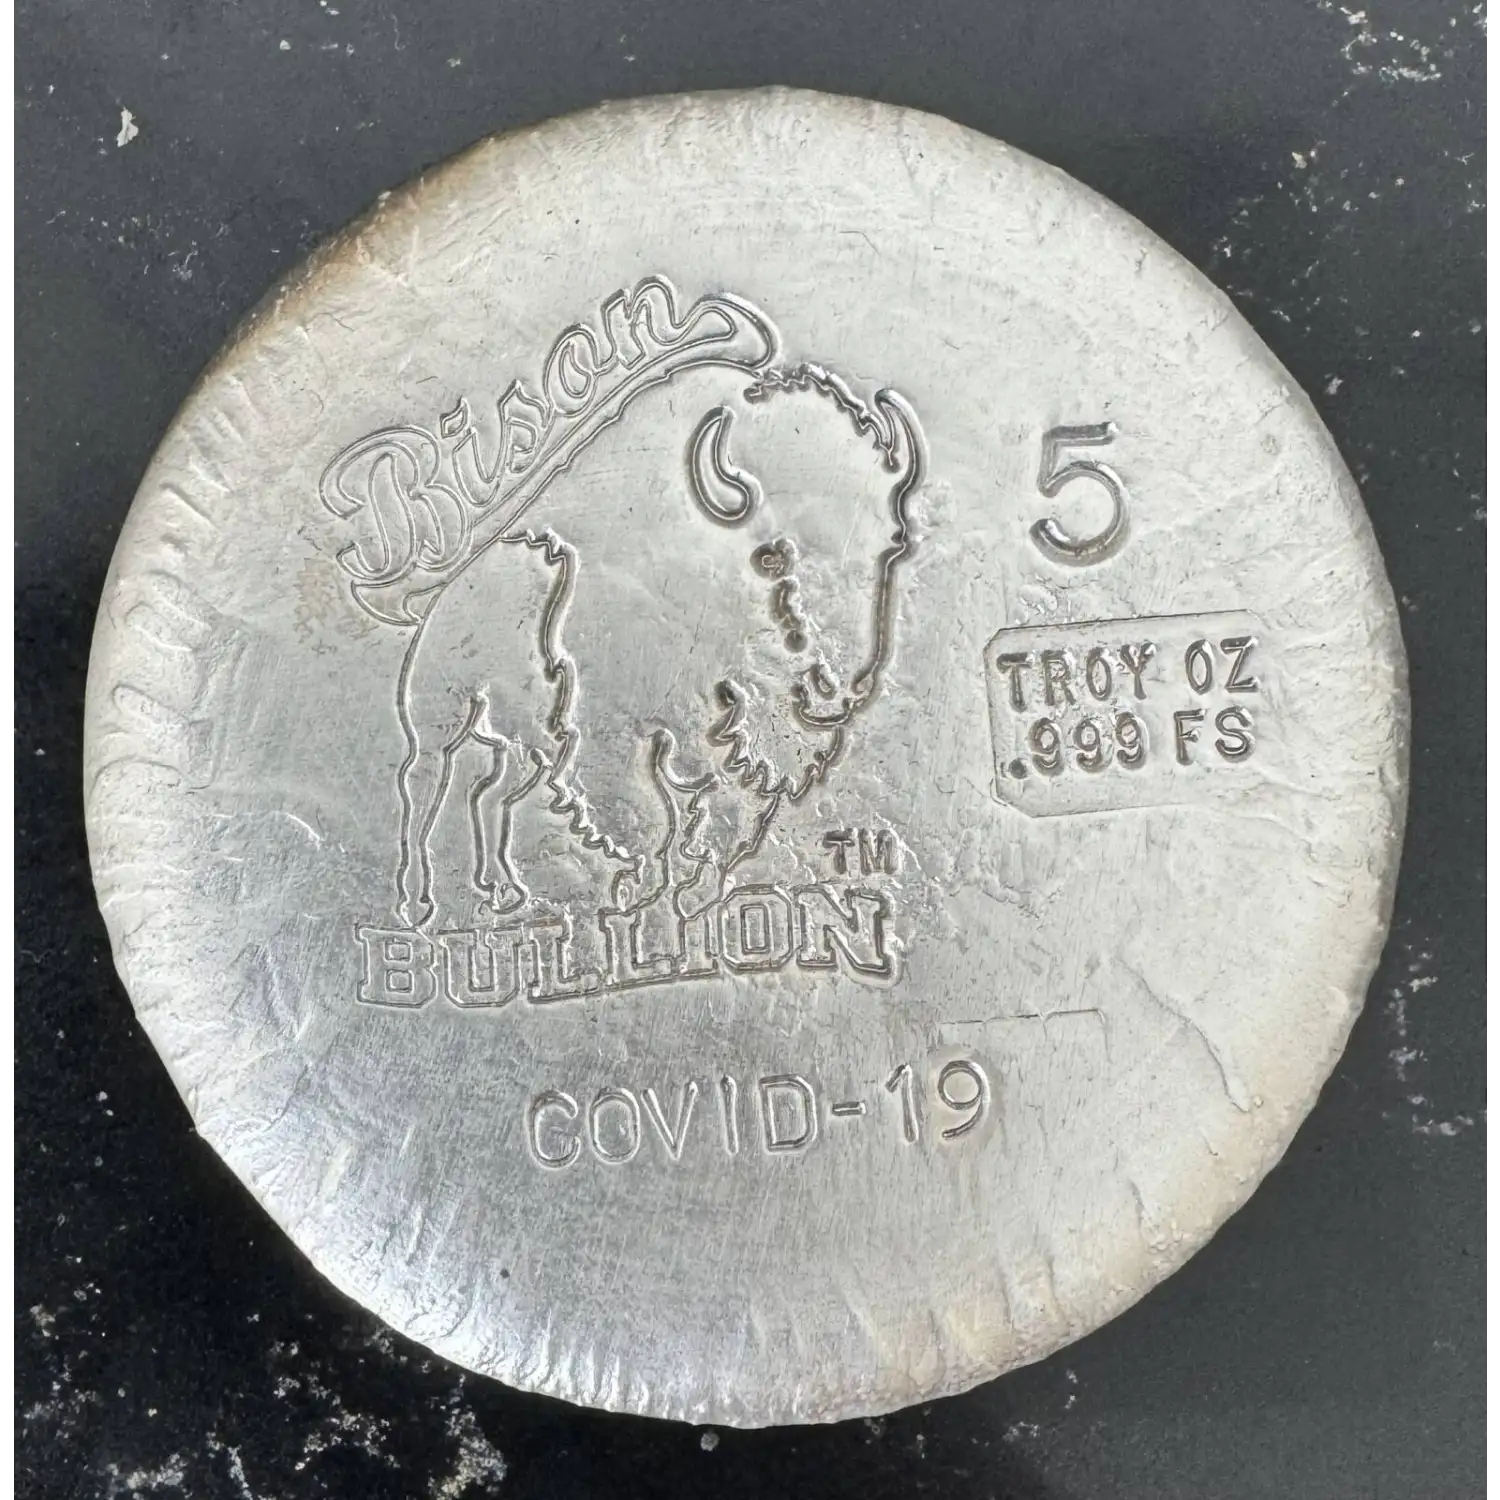 Bison
5
TROY OZ
.999 FS
TM
BULLION
COVID-19